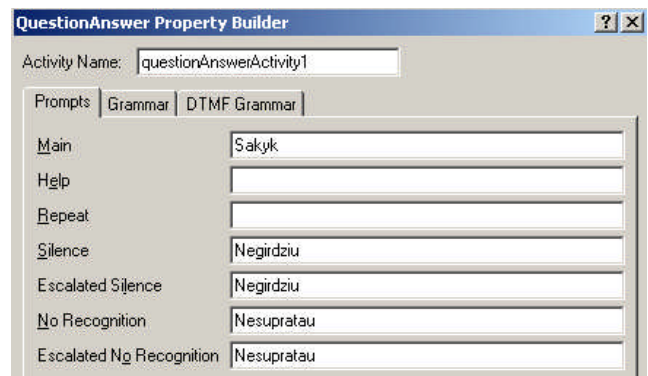 QuestionAnswer Property Builder
Activity Name: questionAnswerActivity1
Prompts Grammar DTMF Grammar
Main Sakyk
Help
Repeat
Silence Negirdziu
Escalated Silence Negirdziu
No Recognition Nesupratau
Escalated No Recognition Nesupratau